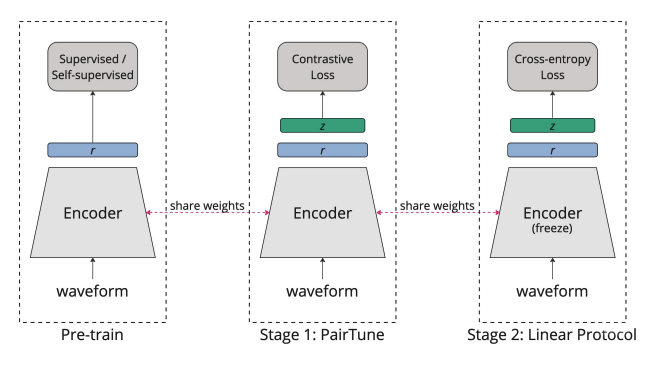 Supervised /
Self-supervised
r
Encoder
waveform
Pre-train
share weights
Contrastive
Loss
z
r
Encoder
waveform
Stage 1: PairTune
share weights
Cross-entropy
Loss
z
r
Encoder
(freeze)
waveform
Stage 2: Linear Protocol